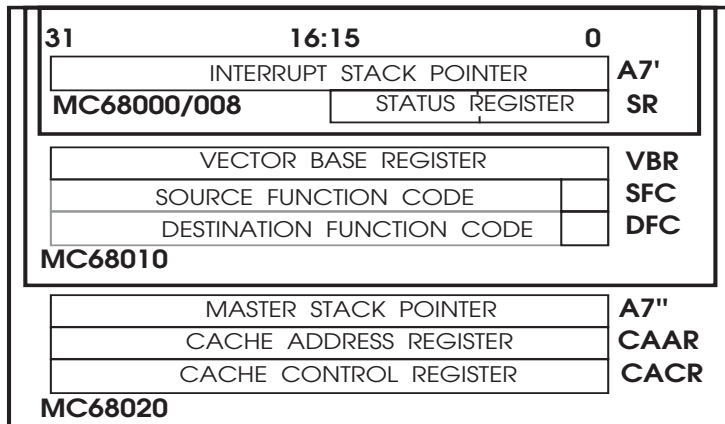 31 16:15 0
INTERRUPT STACK POINTER A7'
MC68000/008 STATUS REGISTER SR
VECTOR BASE REGISTER VBR
SOURCE FUNCTION CODE SFC
DESTINATION FUNCTION CODE DFC
MC68010
MASTER STACK POINTER A7"
CACHE ADDRESS REGISTER CAAR
CACHE CONTROL REGISTER CACR
MC68020